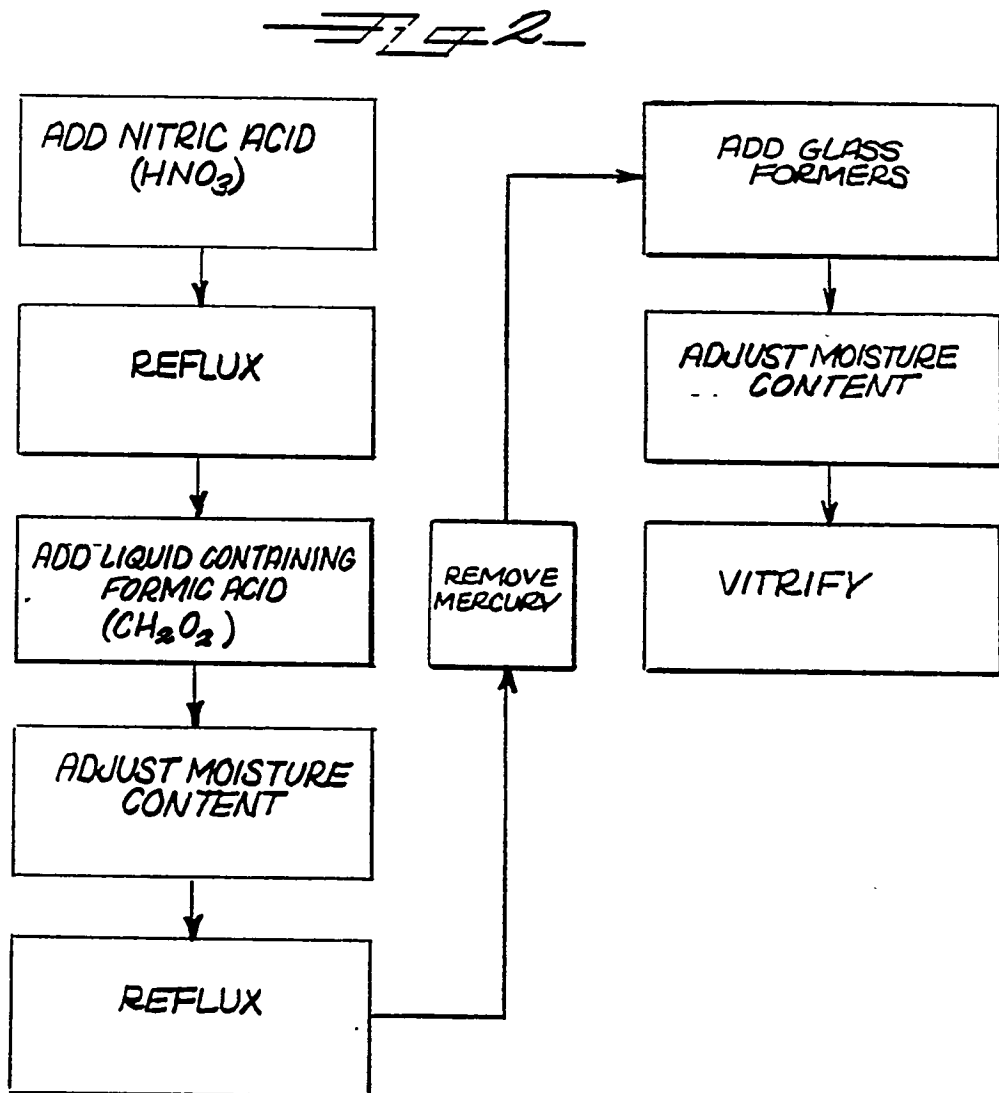 Fig 2
ADD NITRIC ACID
(HNO₃)
REFLUX
ADD LIQUID CONTAINING
FORMIC ACID
(CH₂O₂)
ADJUST MOISTURE
CONTENT
REFLUX
REMOVE
MERCURY
ADD GLASS
FORMERS
ADJUST MOISTURE
CONTENT
VITRIFY